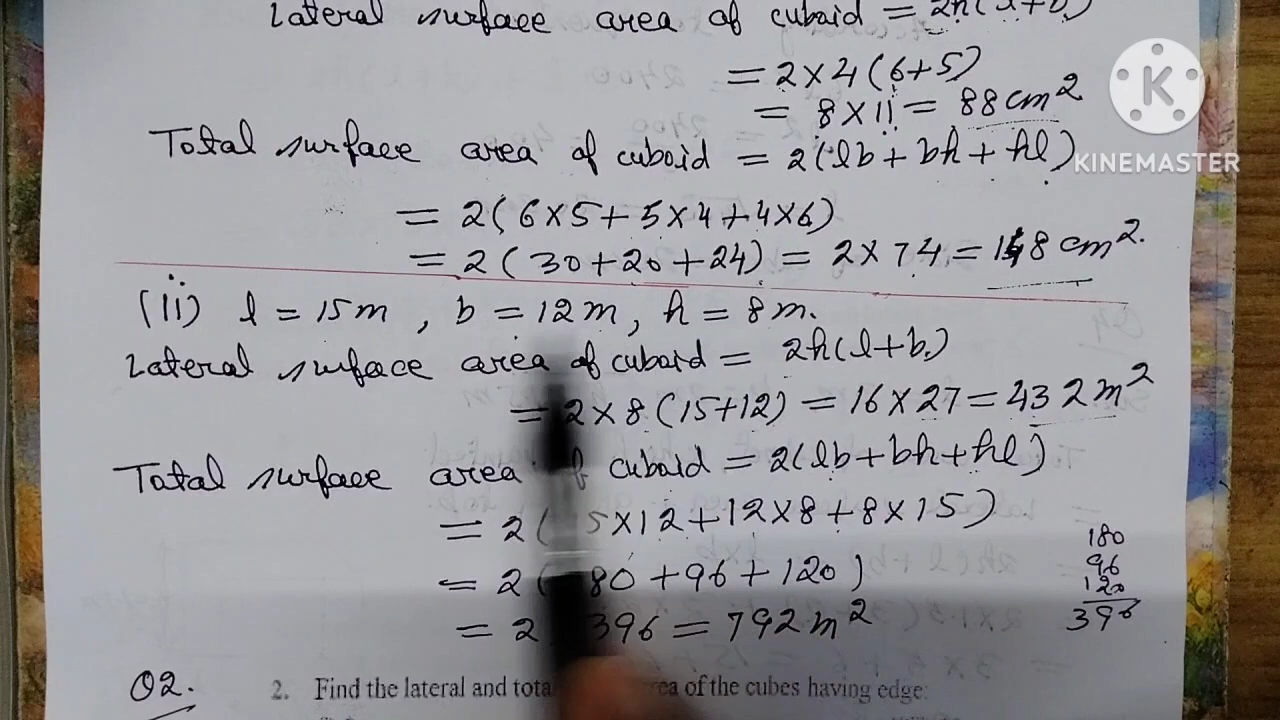 Lateral surface area of cuboid = 2h(l+b)
= 2×4(6+5)
= 8×11 = 88 cm²
Total surface area of cuboid = 2(lb+bh+hl)
KINEMASTER
= 2(6×5+5×4+4×6)
= 2(30+20+24) = 2×74 = 148 cm².
(ii) l = 15m, b = 12m, h = 8m.
Lateral surface area of cuboid = 2h(l+b)
= 2×8(15+12) = 16×27 = 432 m²
Total surface area of cuboid = 2(lb+bh+hl)
= 2( 5×12+12×8+8×15)
= 2( 80+96+120)
= 2 396 = 792 m²
180
96
120
396
Q2. 2. Find the lateral and tota area of the cubes having edge: